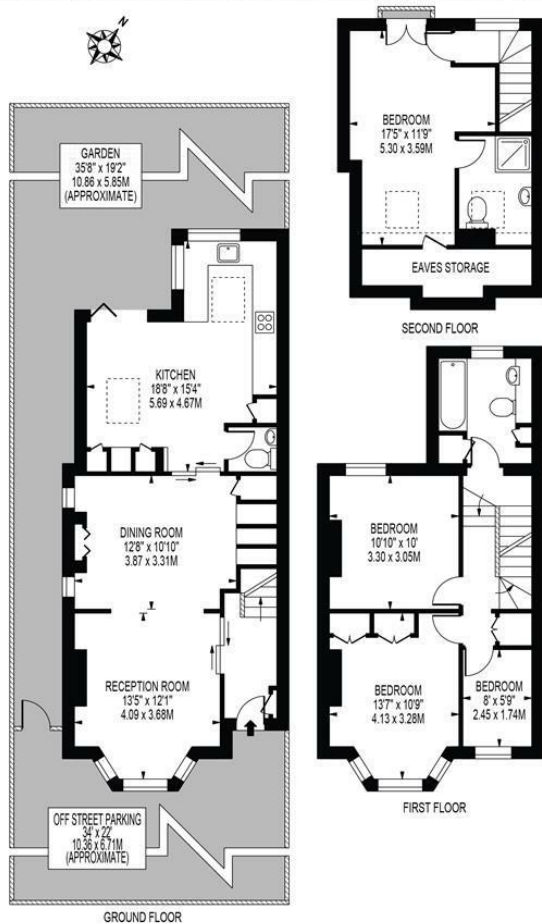 N
GARDEN
35'8" x 19'2"
10.86 x 5.85M
(APPROXIMATE)
KITCHEN
18'8" x 15'4"
5.69 x 4.67M
DINING ROOM
12'8" x 10'10"
3.87 x 3.31M
RECEPTION ROOM
13'5" x 12'1"
4.09 x 3.68M
OFF STREET PARKING
34' x 22'
10.36 x 6.71M
(APPROXIMATE)
GROUND FLOOR
BEDROOM
17'5" x 11'9"
5.30 x 3.59M
EAVES STORAGE
SECOND FLOOR
BEDROOM
10'10" x 10'
3.30 x 3.05M
BEDROOM
13'7" x 10'9"
4.13 x 3.28M
BEDROOM
8' x 5'9"
2.45 x 1.74M
FIRST FLOOR